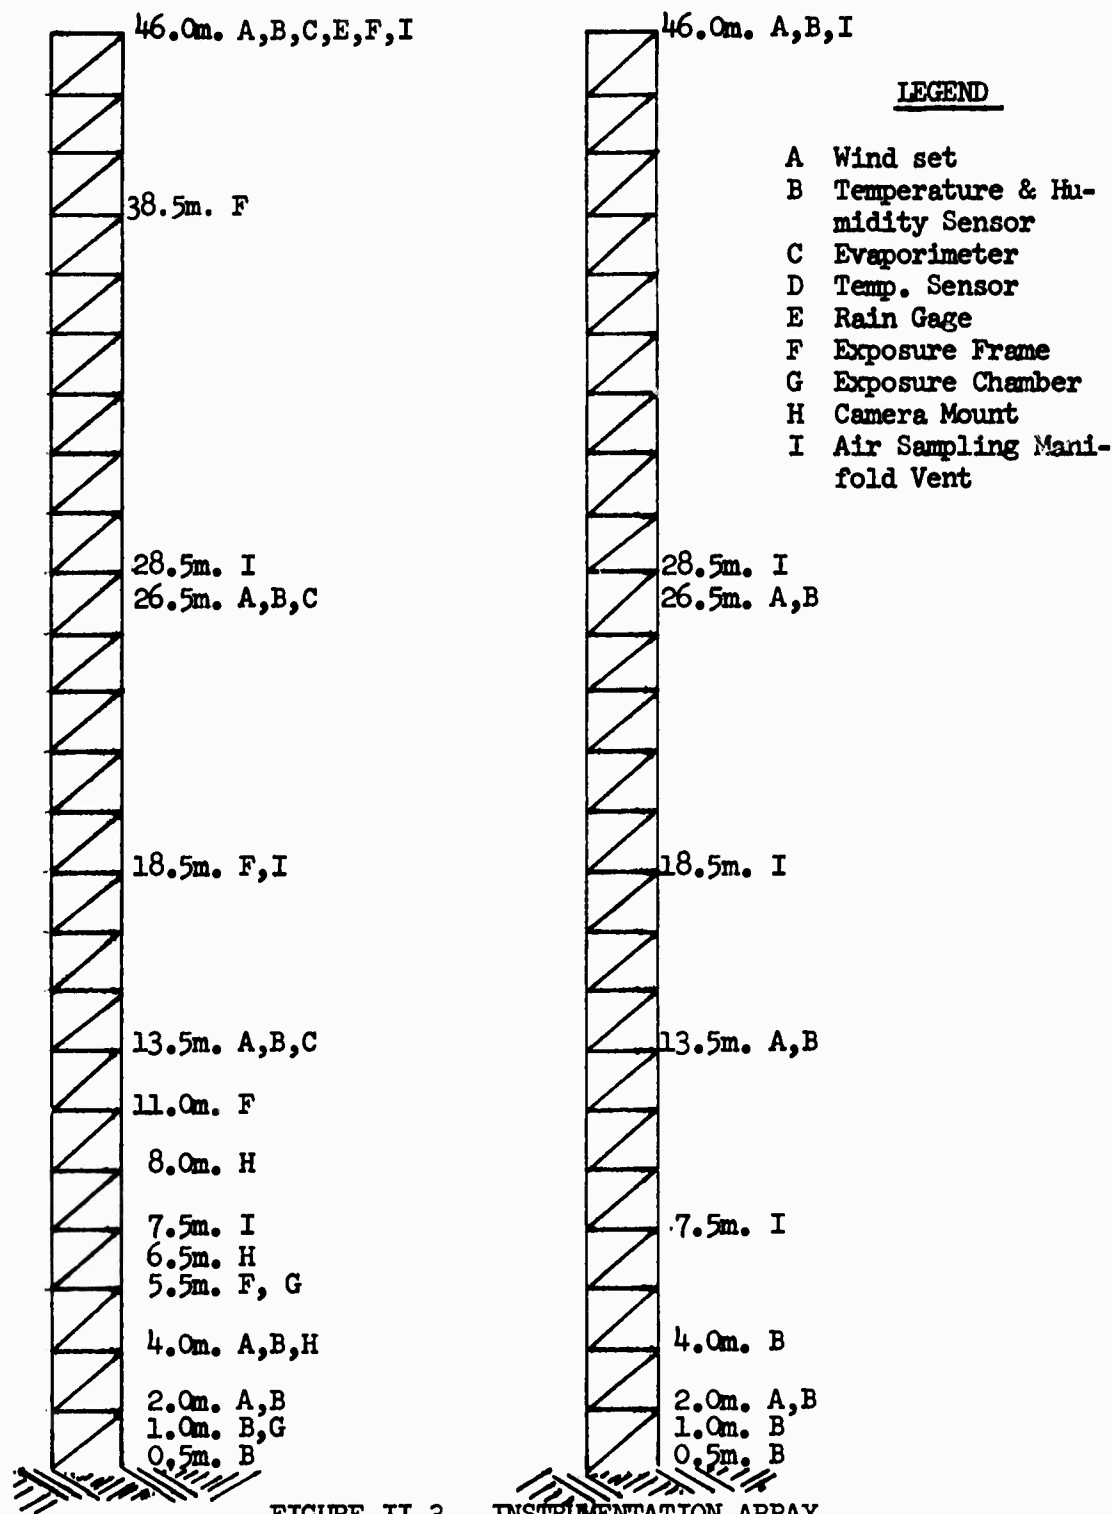 46.0m. A,B,C,E,F,I
38.5m. F
28.5m. I
26.5m. A,B,C
18.5m. F,I
13.5m. A,B,C
11.0m. F
8.0m. H
7.5m. I
6.5m. H
5.5m. F, G
4.0m. A,B,H
2.0m. A,B
1.0m. B,G
0.5m. B
46.0m. A,B,I
28.5m. I
26.5m. A,B
18.5m. I
13.5m. A,B
7.5m. I
4.0m. B
2.0m. A,B
1.0m. B
0.5m. B
LEGEND
A Wind set
B Temperature & Hu-
midity Sensor
C Evaporimeter
D Temp. Sensor
E Rain Gage
F Exposure Frame
G Exposure Chamber
H Camera Mount
I Air Sampling Mani-
fold Vent
FIGURE II 3 INSTRUMENTATION ARRAY